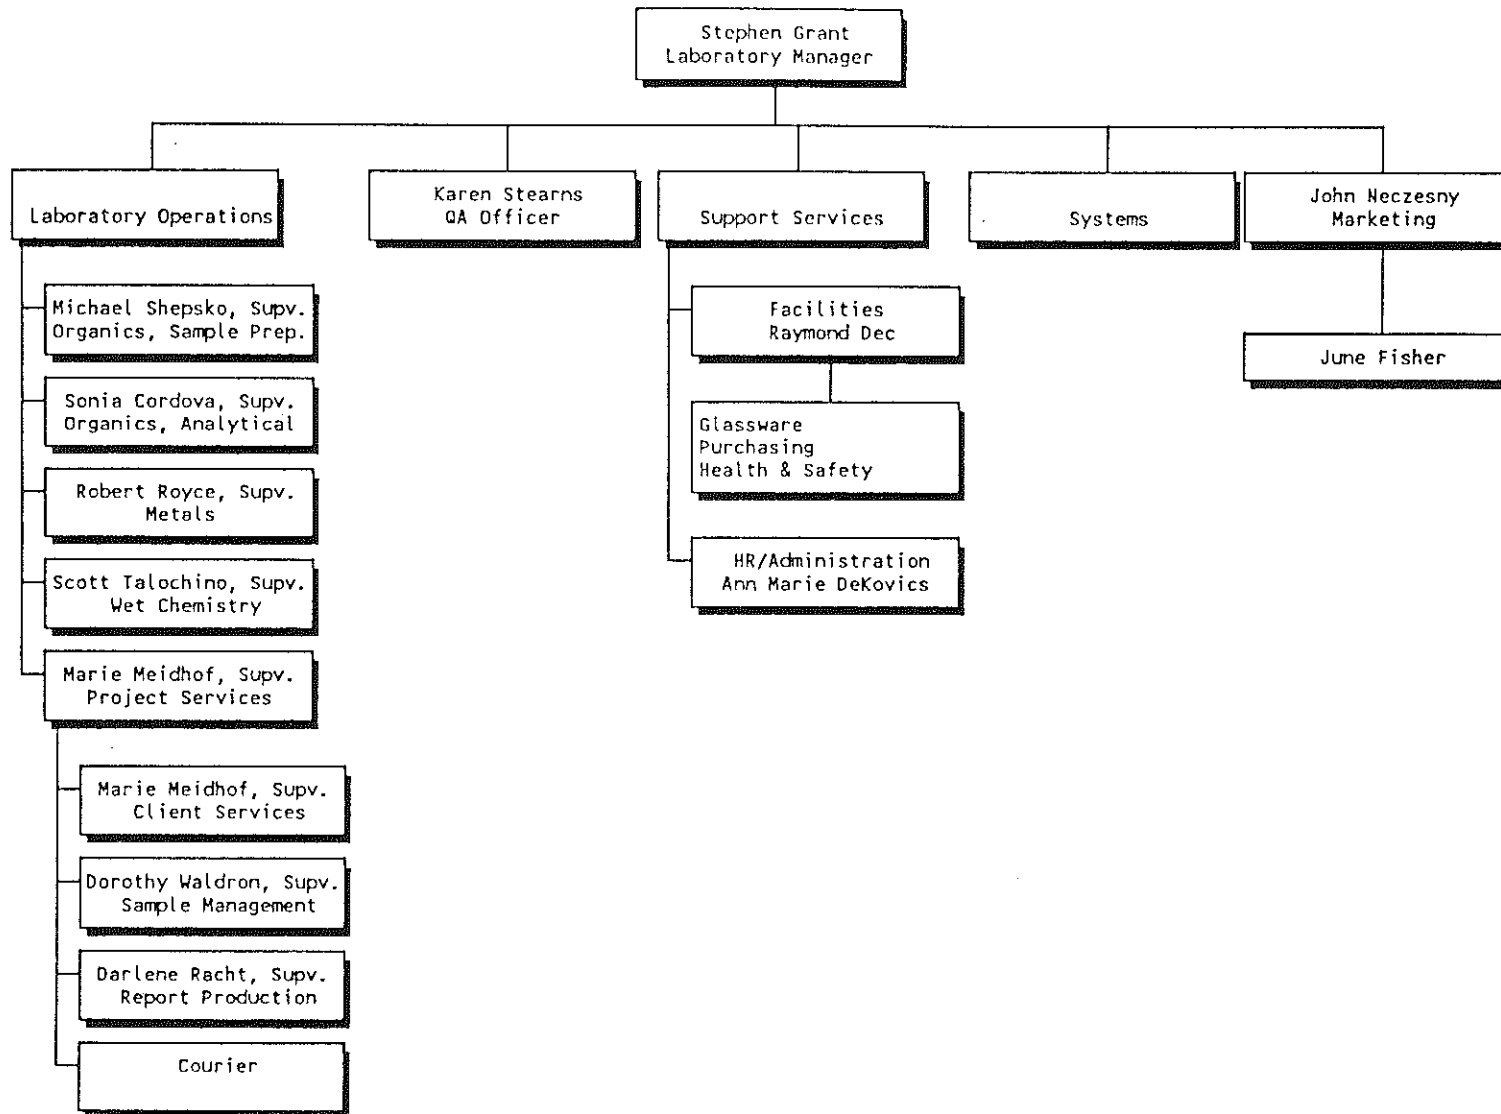 Stephen Grant
Laboratory Manager
Laboratory Operations
Karen Stearns
QA Officer
Support Services
Systems
John Neczesny
Marketing
Michael Shepsko, Supv.
Organics, Sample Prep.
Sonia Cordova, Supv.
Organics, Analytical
Robert Royce, Supv.
Metals
Scott Talochino, Supv.
Wet Chemistry
Marie Meidhof, Supv.
Project Services
Marie Meidhof, Supv.
Client Services
Dorothy Waldron, Supv.
Sample Management
Darlene Racht, Supv.
Report Production
Courier
Facilities
Raymond Dec
Glassware
Purchasing
Health & Safety
HR/Administration
Ann Marie DeKovics
June Fisher